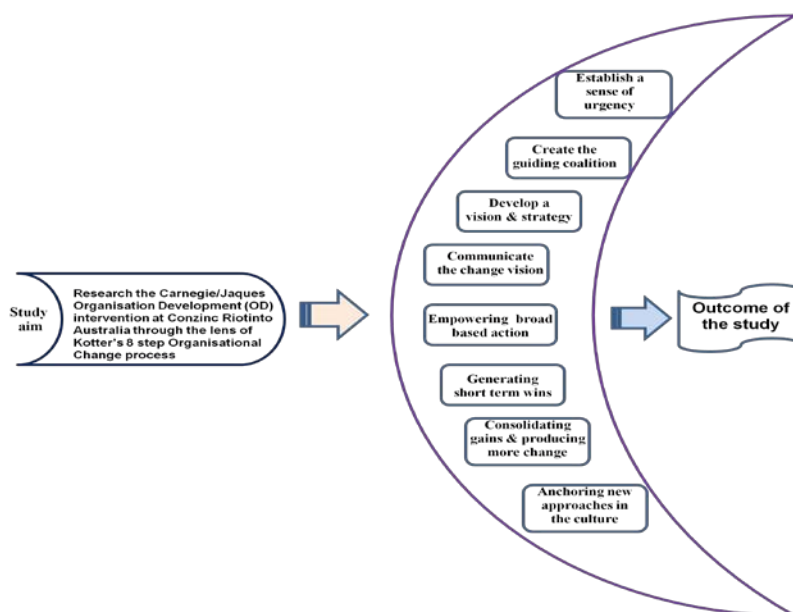 Study
aim
Research the Carnegie/Jaques
Organisation Development (OD)
intervention at Conzinc Riotinto
Australia through the lens of
Kotter's 8 step Organisational
Change process
Establish a
sense of
urgency
Create the
guiding coalition
Develop a
vision & strategy
Communicate
the change vision
Empowering broad
based action
Generating
short term wins
Consolidating
gains & producing
more change
Anchoring new
approaches in
the culture
Outcome of
the study